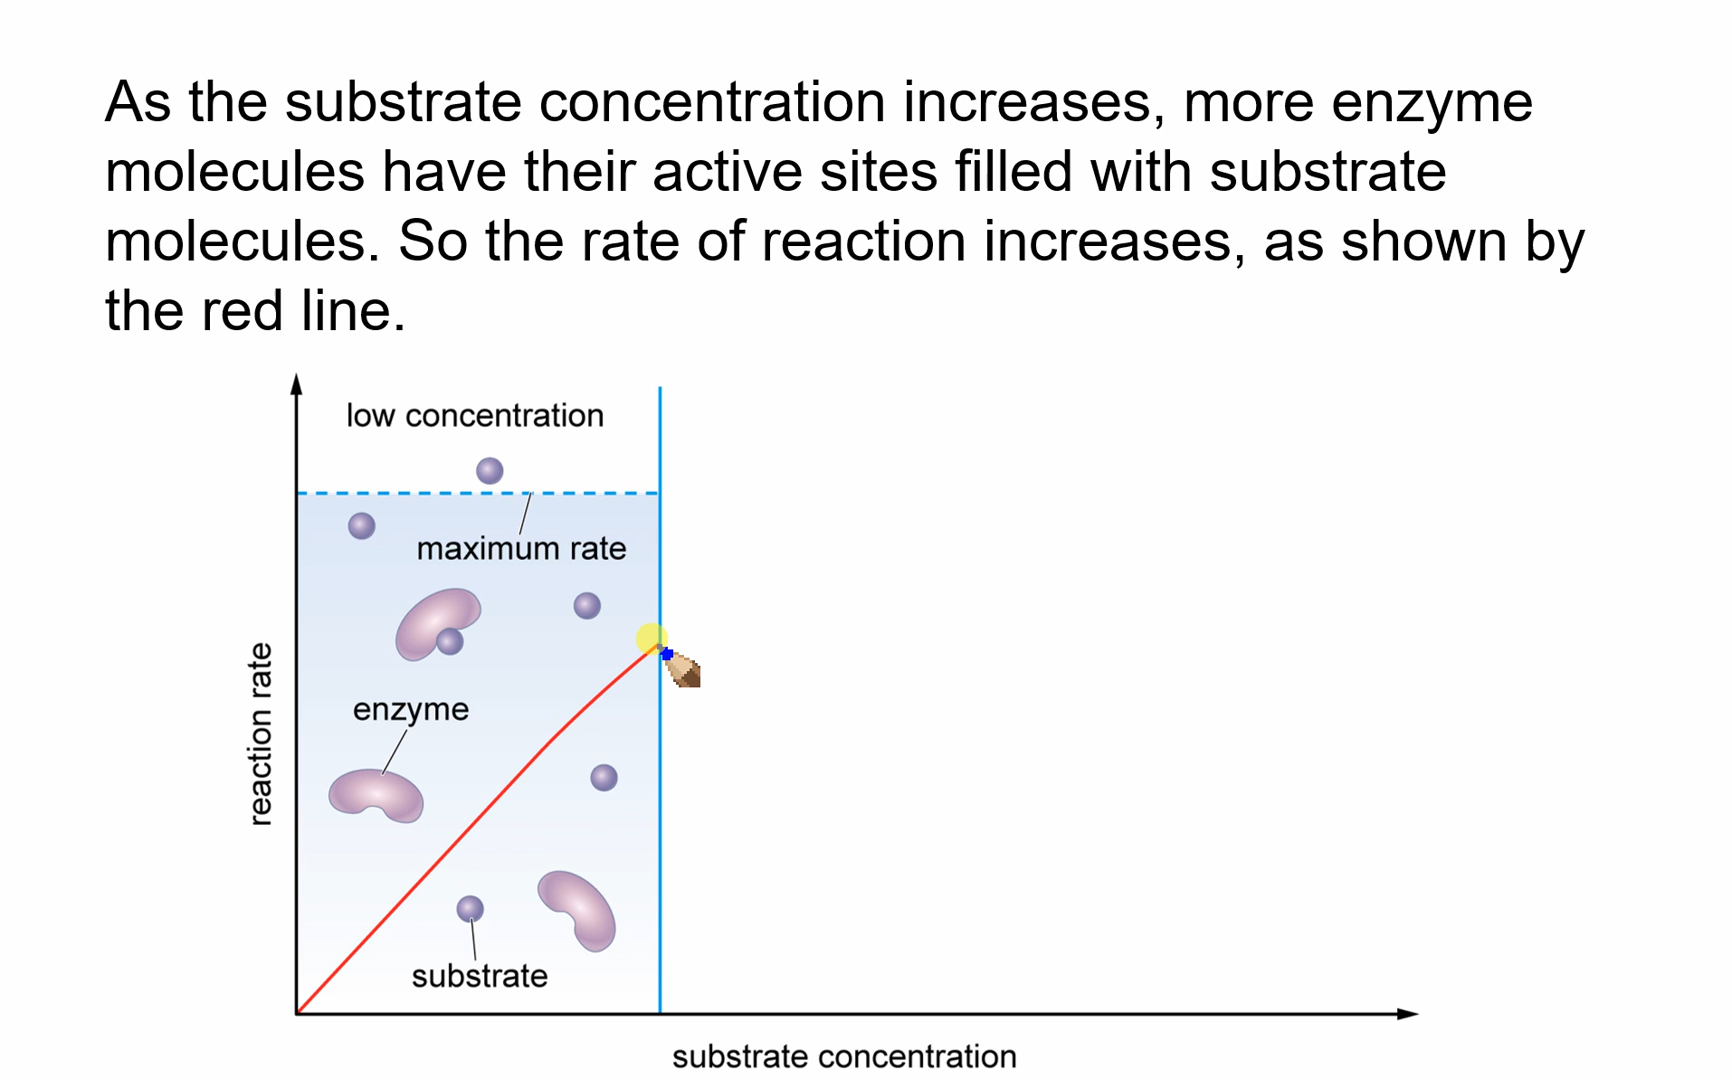 As the substrate concentration increases, more enzyme
molecules have their active sites filled with substrate
molecules. So the rate of reaction increases, as shown by
the red line.
low concentration
maximum rate
enzyme
reaction rate
substrate
substrate concentration